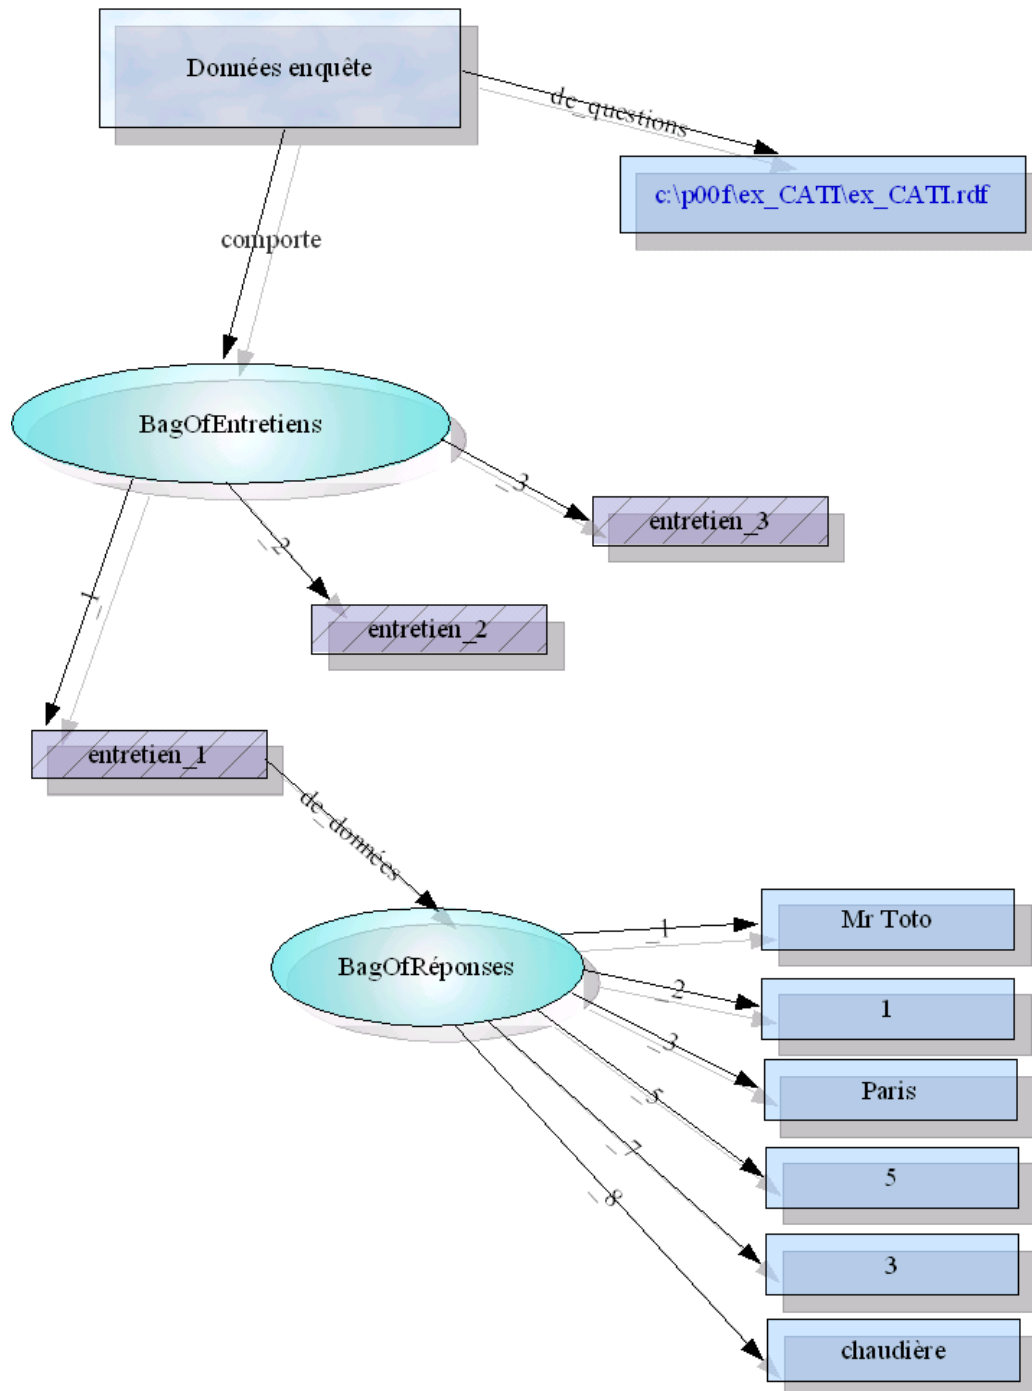 Données enquête
de_questions
c:\p00f\ex_CATI\ex_CATI.rdf
comporte
BagOfEntretiens
_3
entretien_3
_2
entretien_2
_1
entretien_1
de_données
BagOfRéponses
_1
Mr Toto
_2
1
_3
Paris
_5
5
_7
3
_8
chaudière